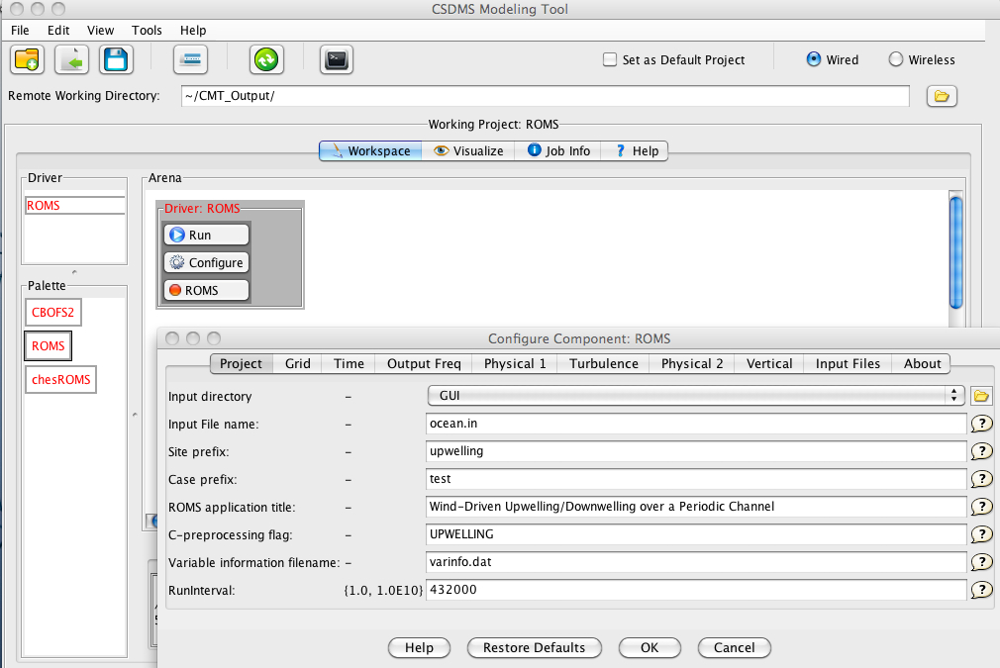 CSDMS Modeling Tool
File Edit View Tools Help
Set as Default Project Wired Wireless
Remote Working Directory: ~/CMT_Output/
Working Project: ROMS
Workspace Visualize Job Info Help
Driver
ROMS
Palette
CBOFS2
ROMS
chesROMS
Arena
Driver: ROMS
Run
Configure
ROMS
Configure Component: ROMS
Project Grid Time Output Freq Physical 1 Turbulence Physical 2 Vertical Input Files About
Input directory – GUI
Input File name: – ocean.in
Site prefix: – upwelling
Case prefix: – test
ROMS application title: – Wind-Driven Upwelling/Downwelling over a Periodic Channel
C-preprocessing flag: – UPWELLING
Variable information filename: – varinfo.dat
RunInterval: {1.0, 1.0E10} 432000
Help Restore Defaults OK Cancel